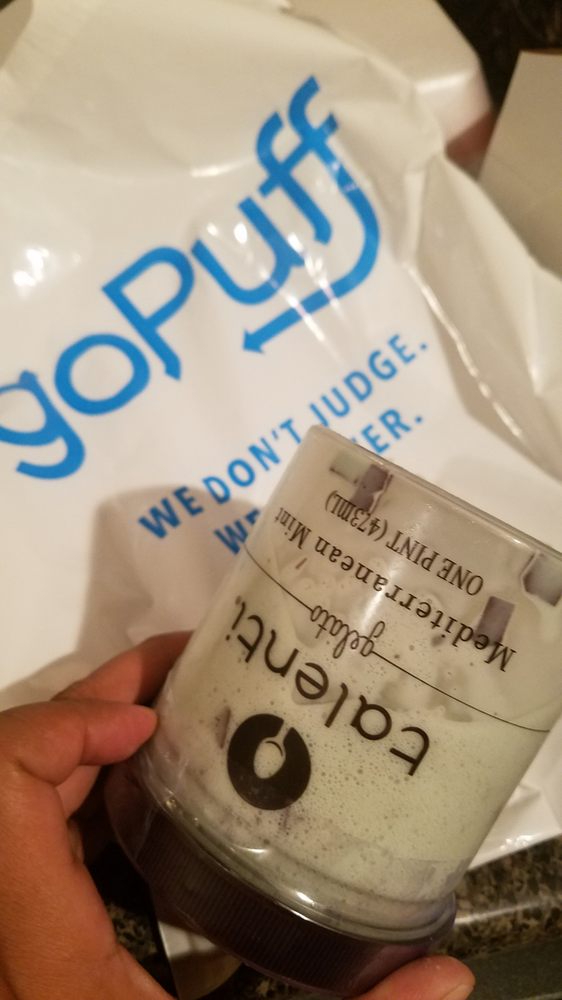 goPuff
WE DON'T JUDGE.
talenti
gelato
Mediterranean Mint
ONE PINT (473mL)